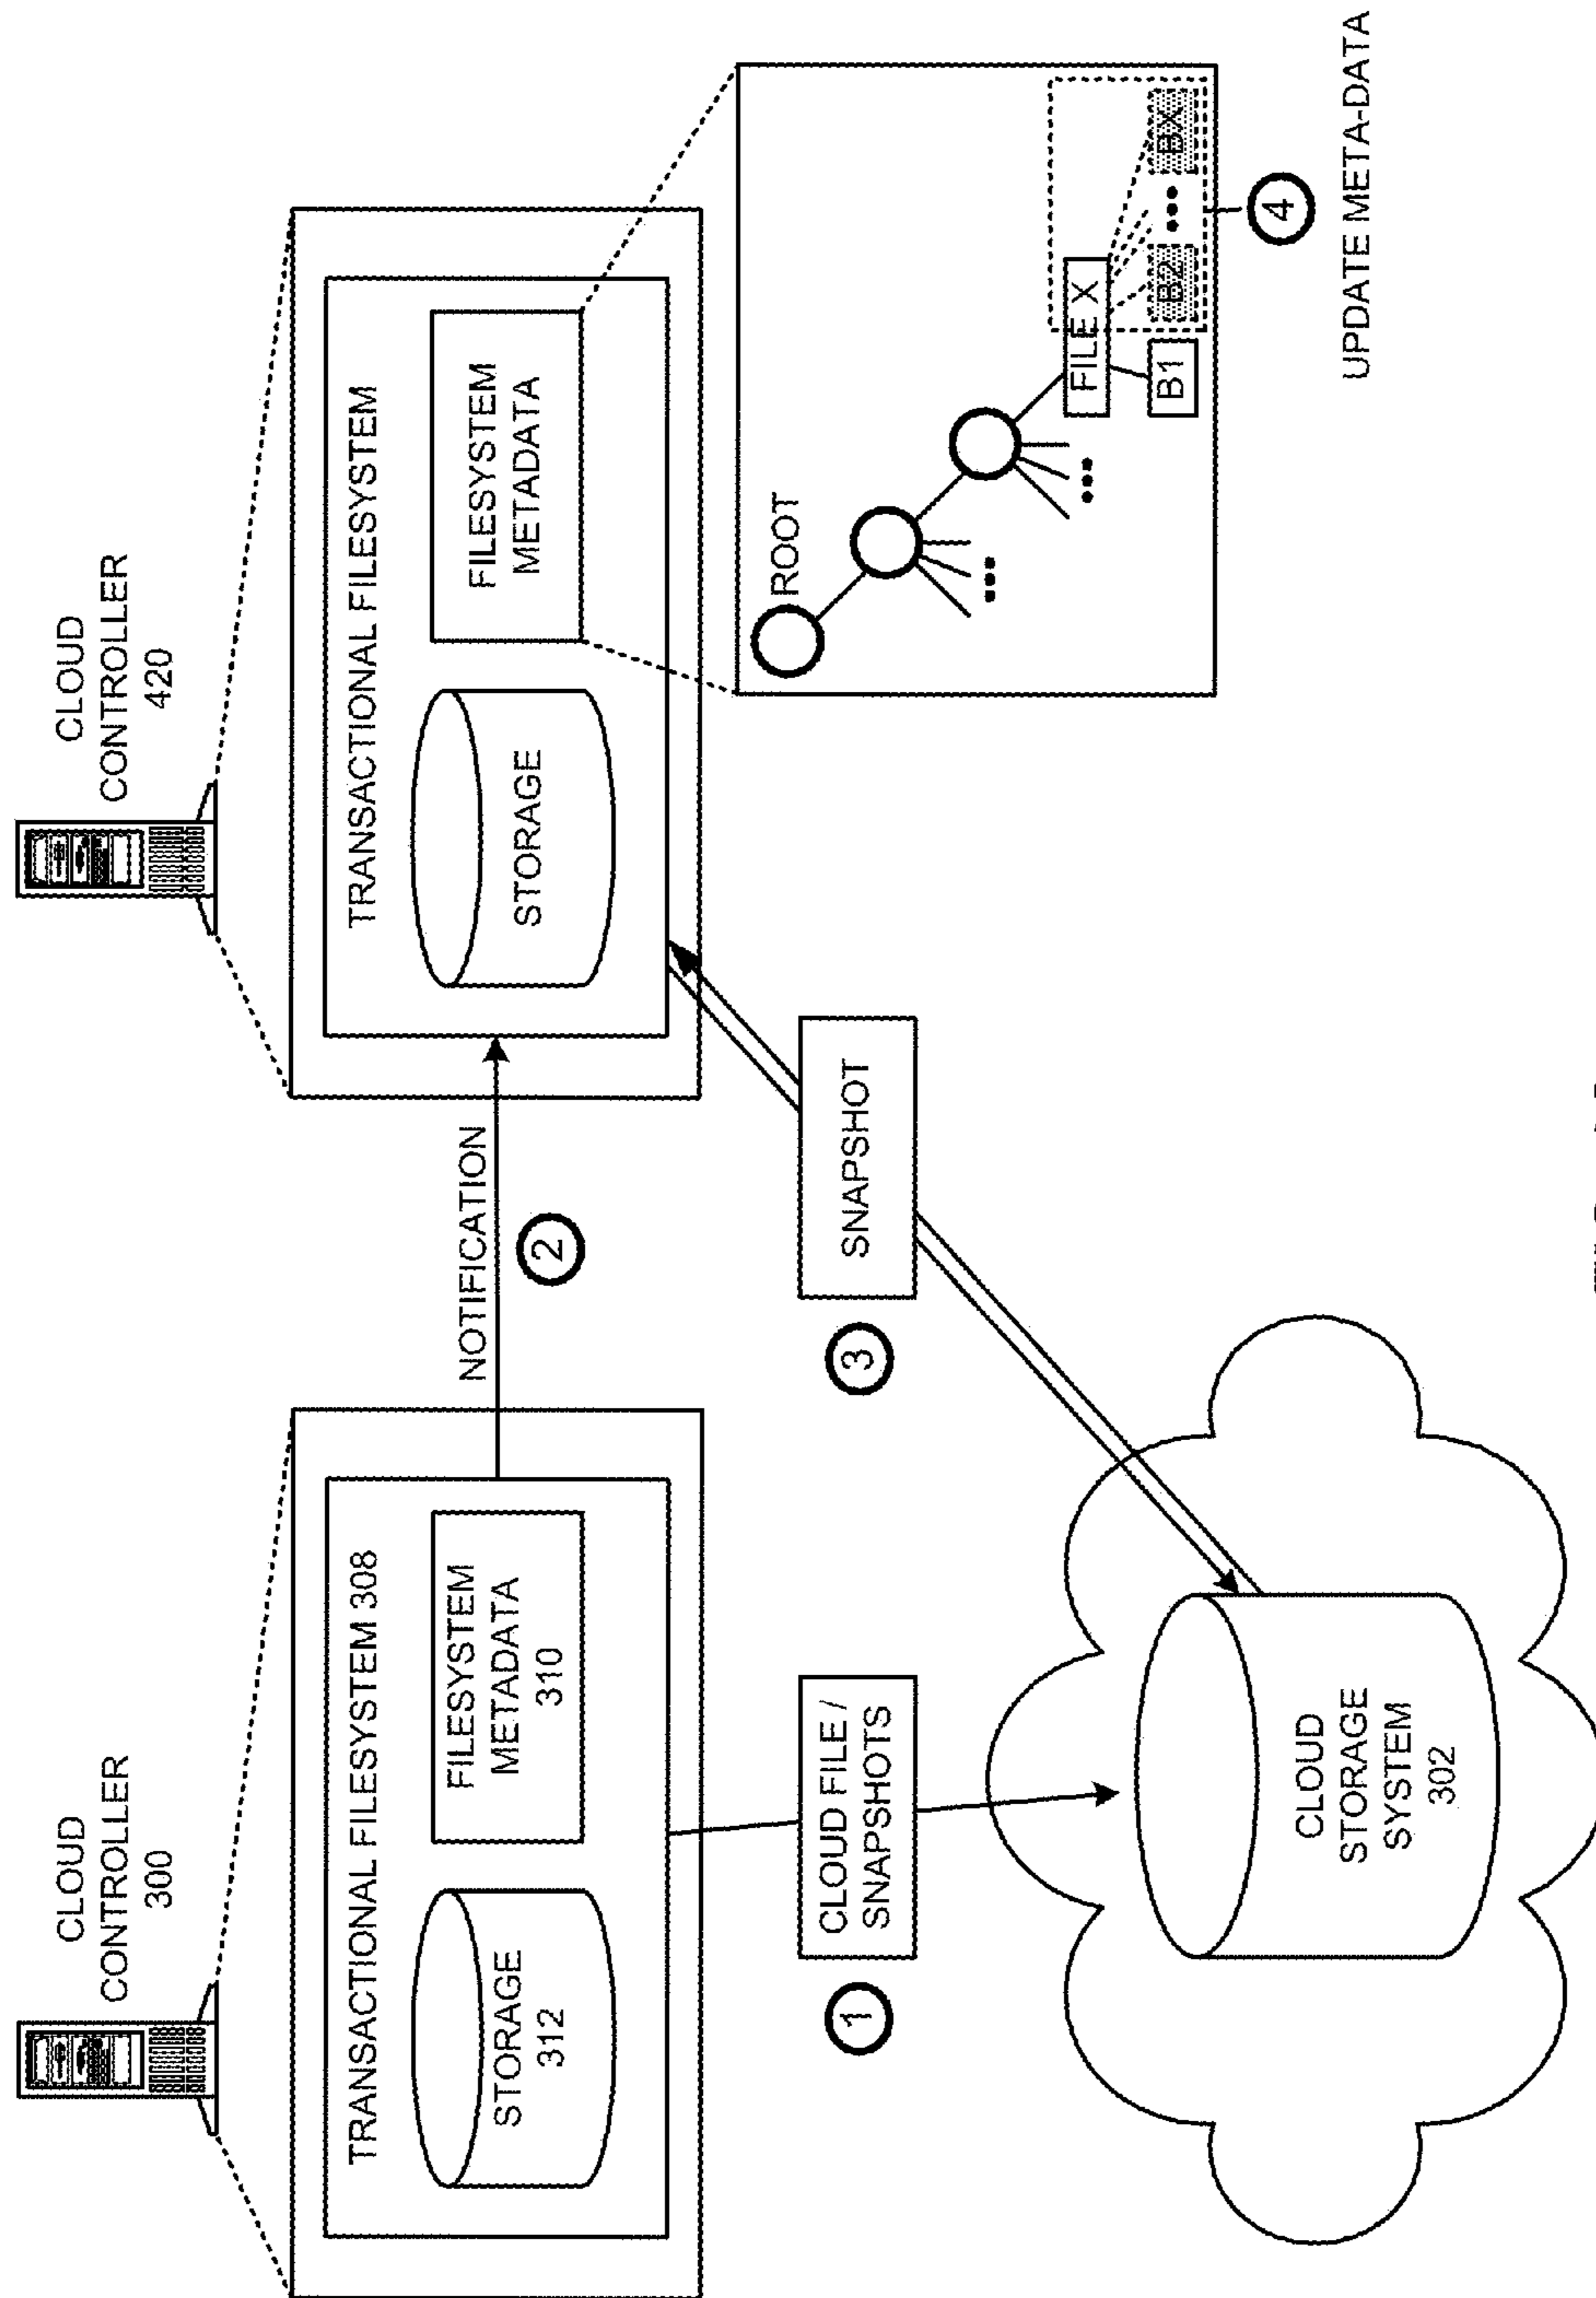 CLOUD
CONTROLLER
300
TRANSACTIONAL FILESYSTEM 308
STORAGE
312
FILESYSTEM
METADATA
310
NOTIFICATION
2
CLOUD
CONTROLLER
420
TRANSACTIONAL FILESYSTEM
STORAGE
FILESYSTEM
METADATA
1
CLOUD FILE /
SNAPSHOTS
3
SNAPSHOT
ROOT
FILE X
B1
B2
BX
4
UPDATE META-DATA
CLOUD
STORAGE
SYSTEM
302